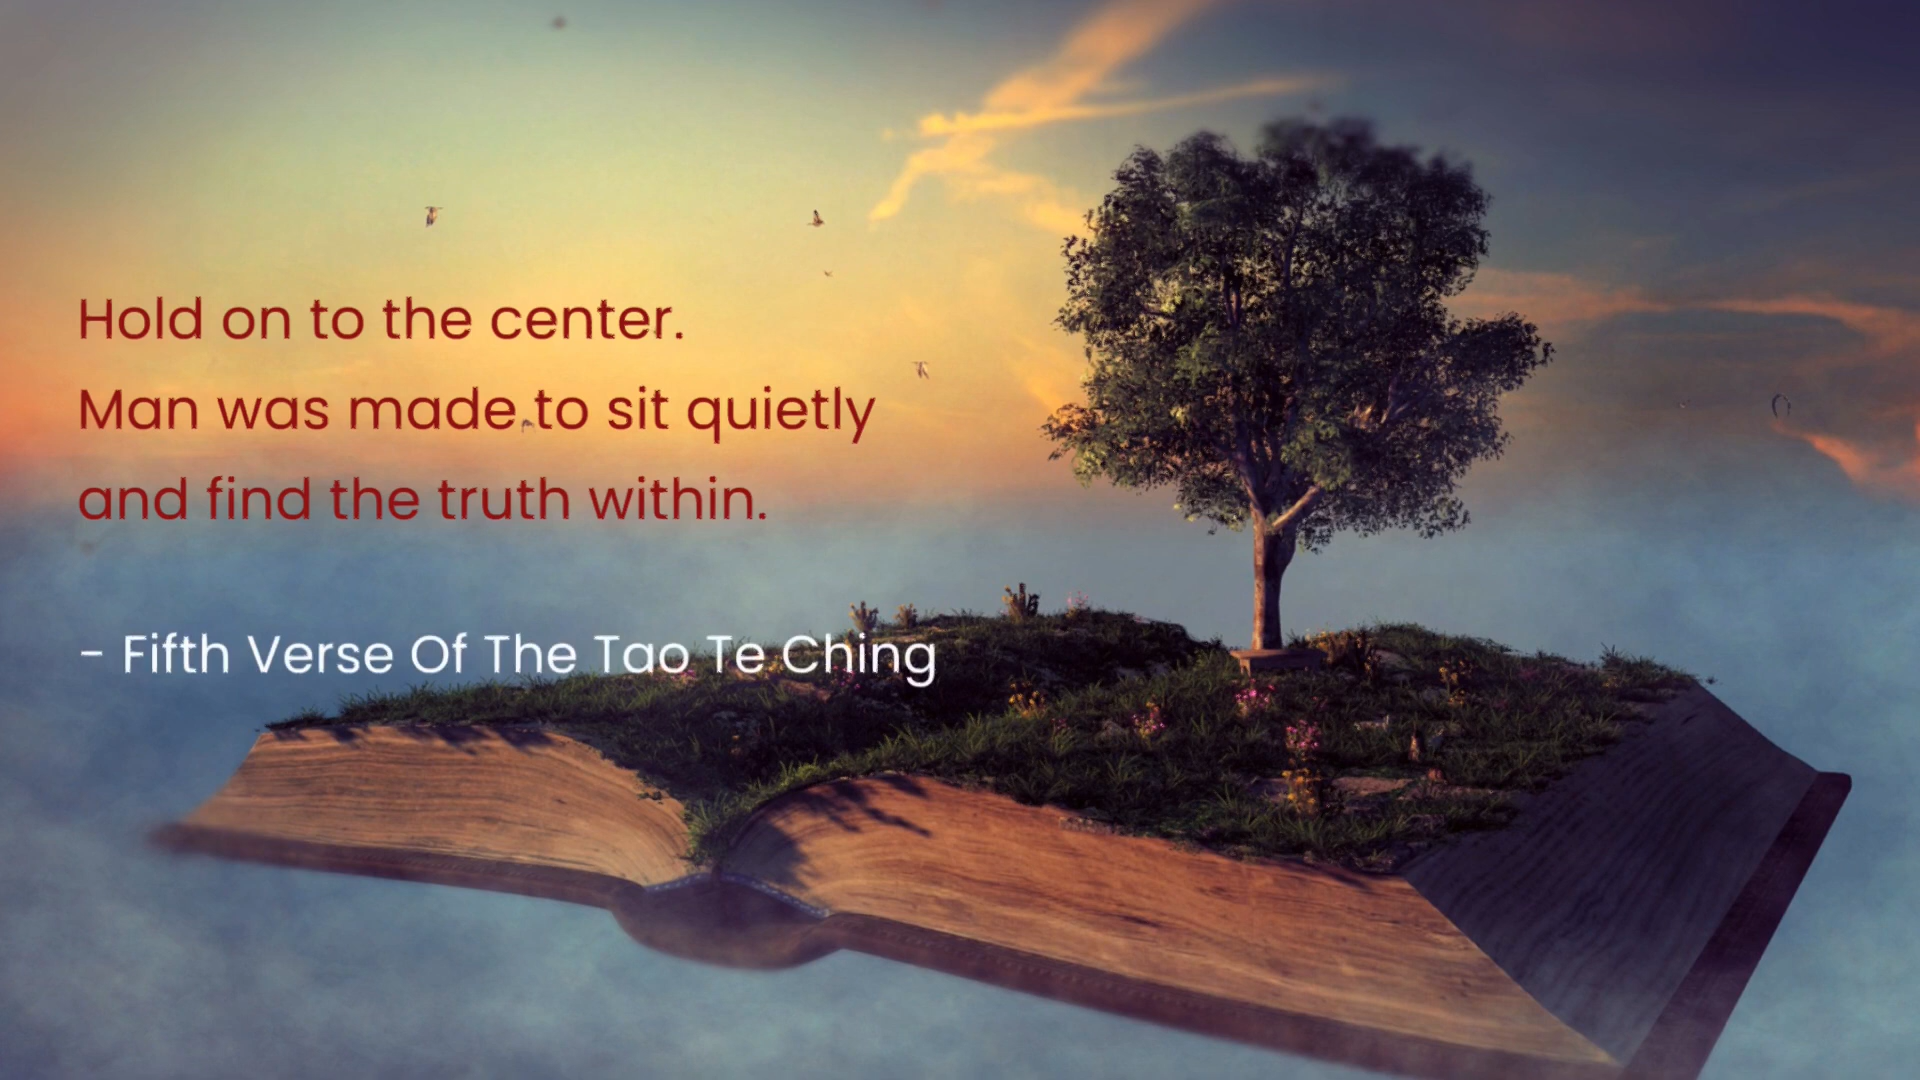 Hold on to the center.
Man was made to sit quietly
and find the truth within.
- Fifth Verse Of The Tao Te Ching